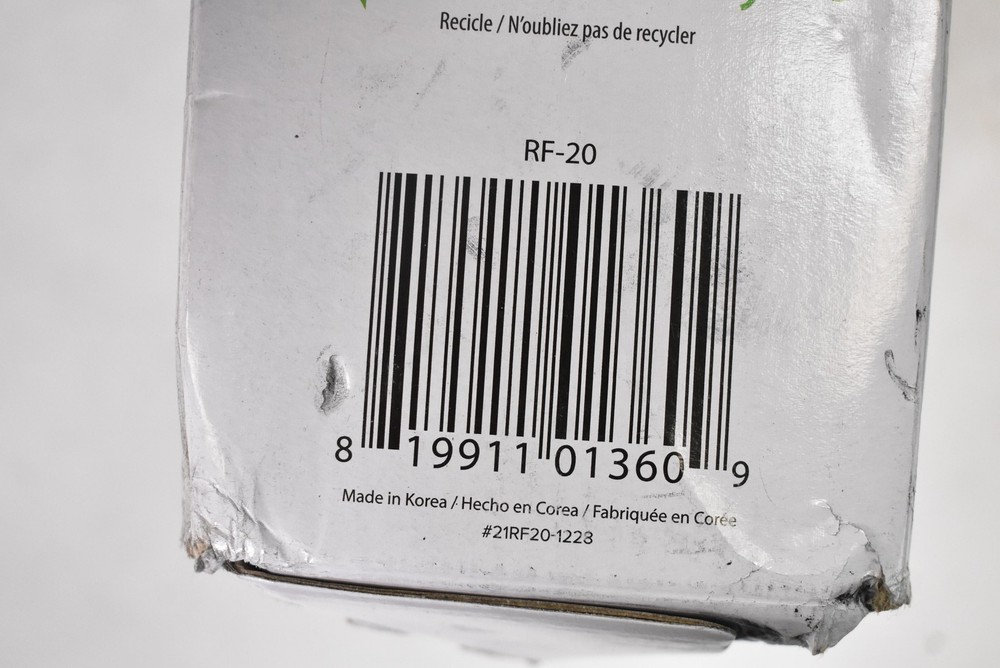 Recicle / N'oubliez pas de recycler
RF-20
8 19911 01360 9
Made in Korea / Hecho en Corea / Fabriquée en Corée
#21RF20-1223